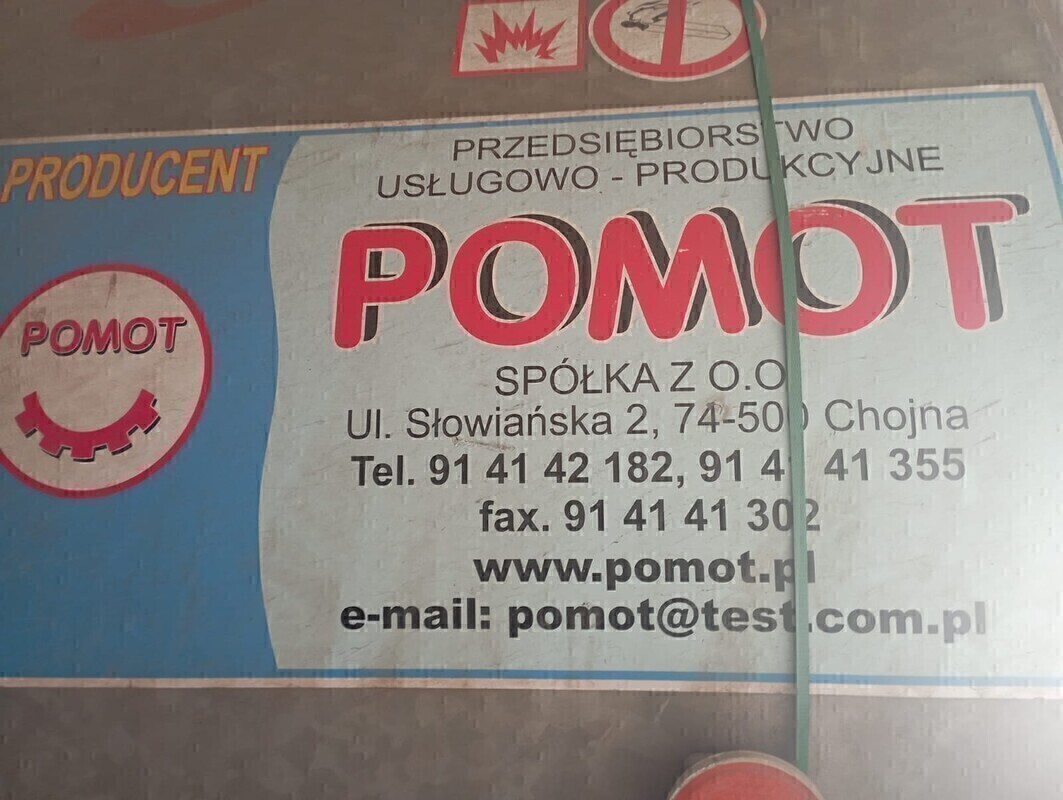 PRODUCENT
POMOT
PRZEDSIĘBIORSTWO
USŁUGOWO - PRODUKCYJNE
POMOT
SPÓŁKA Z O.O
Ul. Słowiańska 2, 74-500 Chojna
Tel. 91 41 42 182, 91 41 41 355
fax. 91 41 41 302
www.pomot.pl
e-mail: pomot@test.com.pl